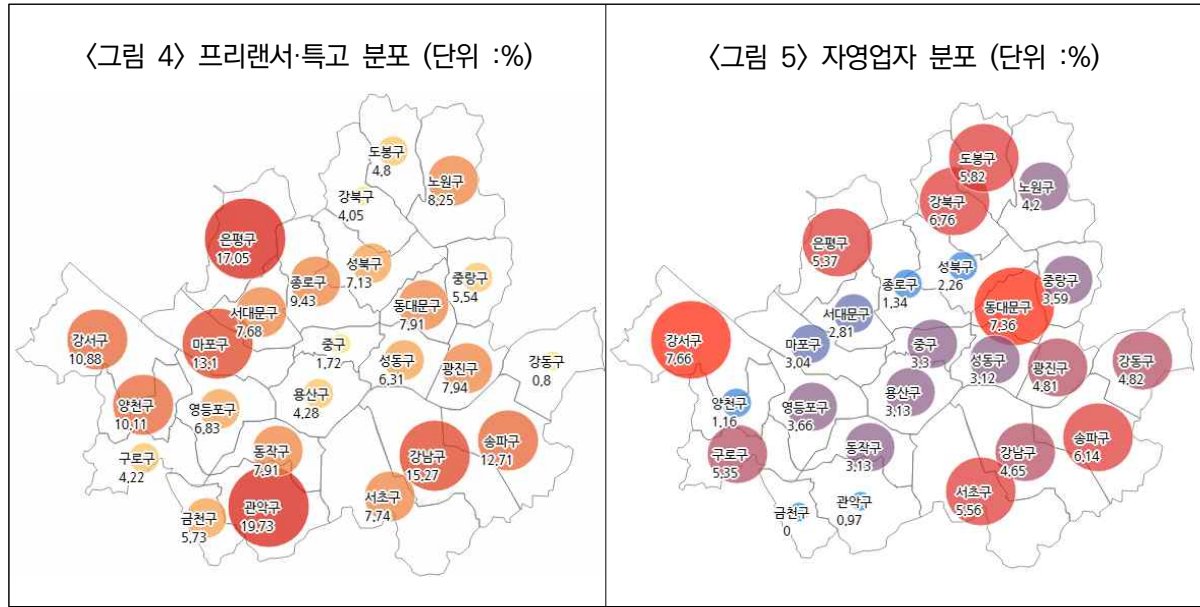 〈그림 4〉 프리랜서·특고 분포 (단위 :%)
도봉구
4,8
강북구
4,05
노원구
8,25
은평구
17,05
성북구
7,13
종로구
9,43
중랑구
5,54
서대문구
7,68
동대문구
7,91
강서구
10,88
마포구
13,1
중구
1,72
성동구
6,31
광진구
7,94
강동구
0,8
양천구
10,11
영등포구
6,83
용산구
4,28
구로구
4,22
동작구
7,91
강남구
15,27
송파구
12,71
서초구
7,74
관악구
19,73
금천구
5,73
〈그림 5〉 자영업자 분포 (단위 :%)
도봉구
5,82
노원구
4,2
강북구
6,76
은평구
5,37
성북구
2,26
종로구
1,34
중랑구
3,59
동대문구
7,36
서대문구
2,81
강서구
7,66
마포구
3,04
중구
3,3
성동구
3,12
광진구
4,81
강동구
4,82
양천구
1,16
영등포구
3,66
용산구
3,13
구로구
5,35
동작구
3,13
강남구
4,65
송파구
6,14
서초구
5,56
관악구
0,97
금천구
0